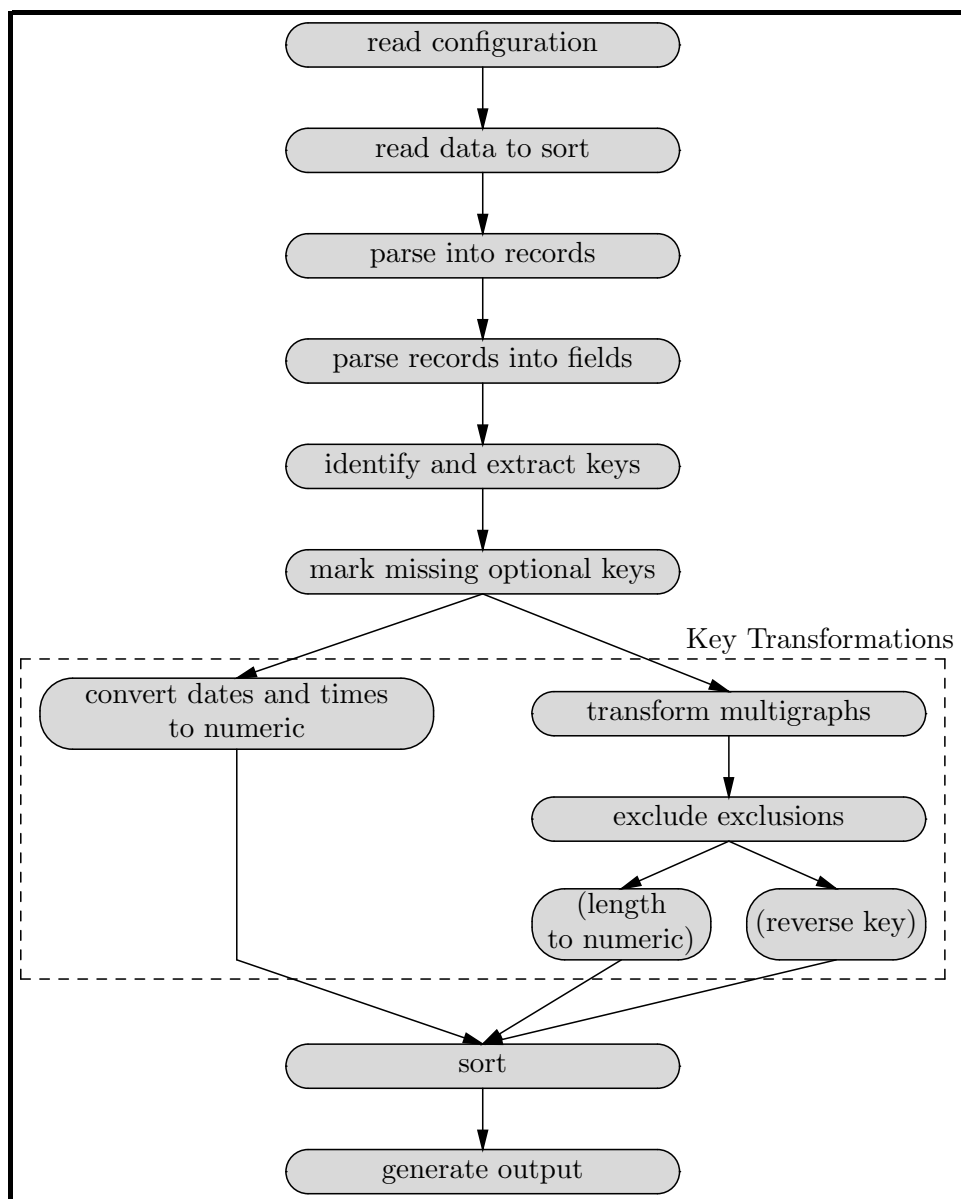 read configuration
read data to sort
parse into records
parse records into fields
identify and extract keys
mark missing optional keys
Key Transformations
convert dates and times
to numeric
transform multigraphs
exclude exclusions
(length
to numeric)
(reverse key)
sort
generate output